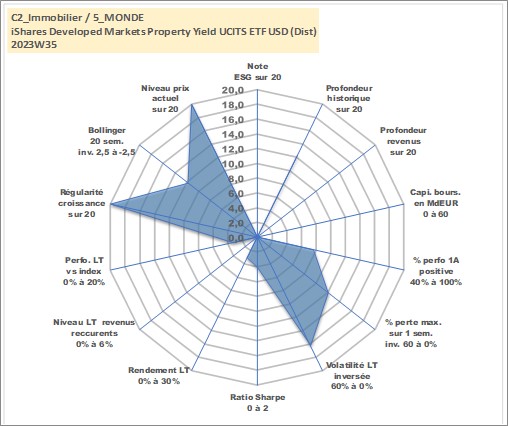 C2_Immobilier / 5_MONDE
iShares Developed Markets Property Yield UCITS ETF USD (Dist)
2023W35
Note
ESG sur 20
Profondeur
historique
sur 20
Profondeur
revenus
sur 20
Capi. bours.
en MdEUR
0 à 60
% perfo 1A
positive
40% à 100%
% perte max.
sur 1 sem.
inv. 60 à 0%
Volatilité LT
inversée
60% à 0%
Ratio Sharpe
0 à 2
Rendement LT
0% à 30%
Niveau LT revenus
reccurents
0% à 6%
Perfo. LT
vs index
0% à 20%
Régularité
croissance
sur 20
Bollinger
20 sem.
inv. 2,5 à -2,5
Niveau prix
actuel
sur 20
20,0
18,0
16,0
14,0
12,0
10,0
8,0
6,0
4,0
2,0
0,0